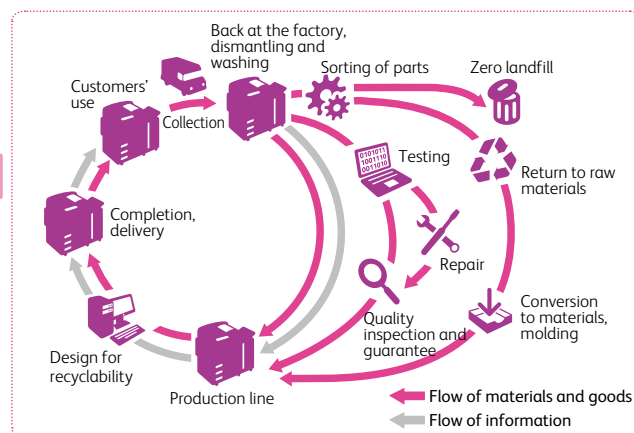 Back at the factory,
dismantling and
washing
Sorting of parts
Zero landfill
Customers'
use
Collection
0101011
1001110
0011010
Testing
Return to raw
materials
Completion,
delivery
Repair
Quality
inspection and
guarantee
Conversion
to materials,
molding
Design for
recyclability
Production line
Flow of materials and goods
Flow of information